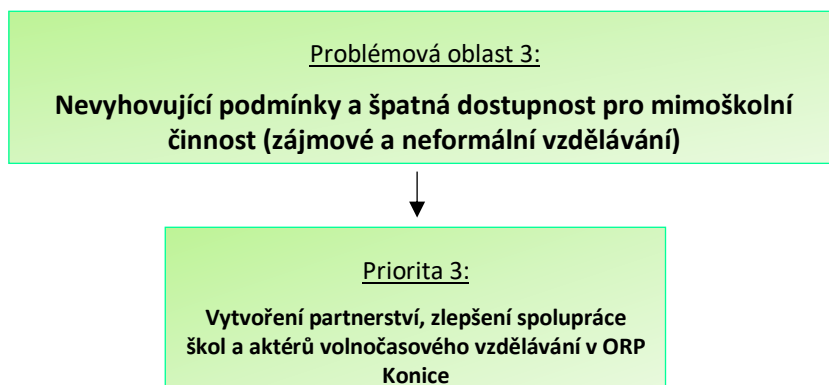 Problémová oblast 3:
Nevyhovující podmínky a špatná dostupnost pro mimoškolní
činnost (zájmové a neformální vzdělávání)
Priorita 3:
Vytvoření partnerství, zlepšení spolupráce
škol a aktérů volnočasového vzdělávání v ORP
Konice